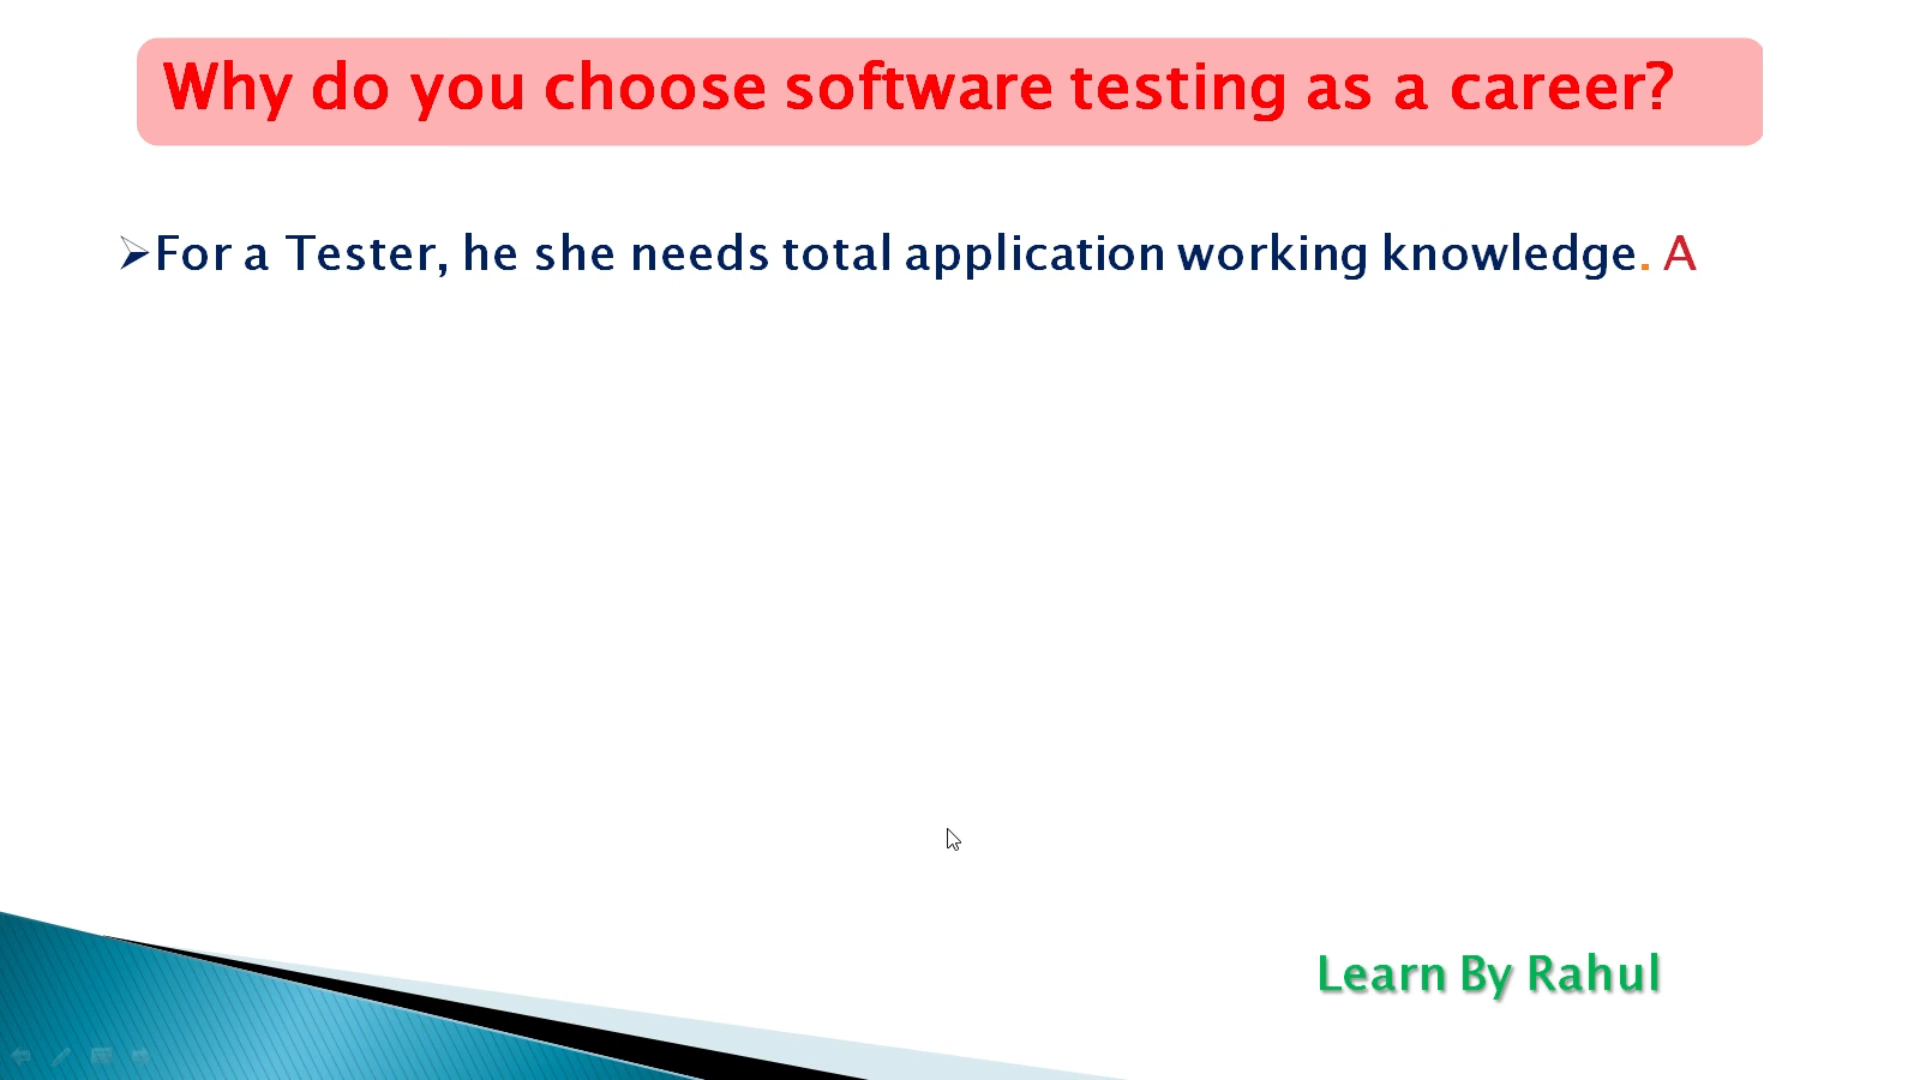 Why do you choose software testing as a career?
➢For a Tester, he she needs total application working knowledge. A
Learn By Rahul